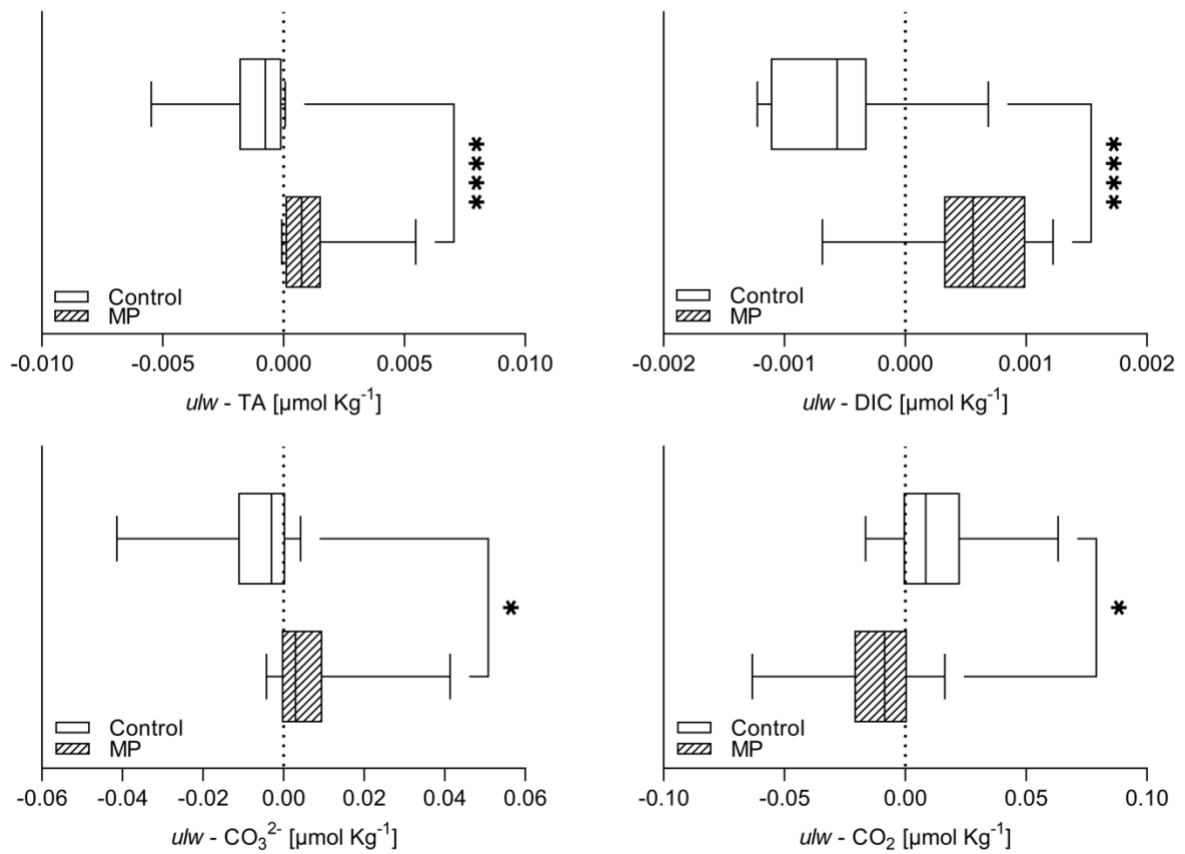 ****
Control
MP
-0.010 -0.005 0.000 0.005 0.010
ulw - TA [µmol Kg⁻¹]
****
Control
MP
-0.002 -0.001 0.000 0.001 0.002
ulw - DIC [µmol Kg⁻¹]
*
Control
MP
-0.06 -0.04 -0.02 0.00 0.02 0.04 0.06
ulw - CO₃²⁻ [µmol Kg⁻¹]
*
Control
MP
-0.10 -0.05 0.00 0.05 0.10
ulw - CO₂ [µmol Kg⁻¹]